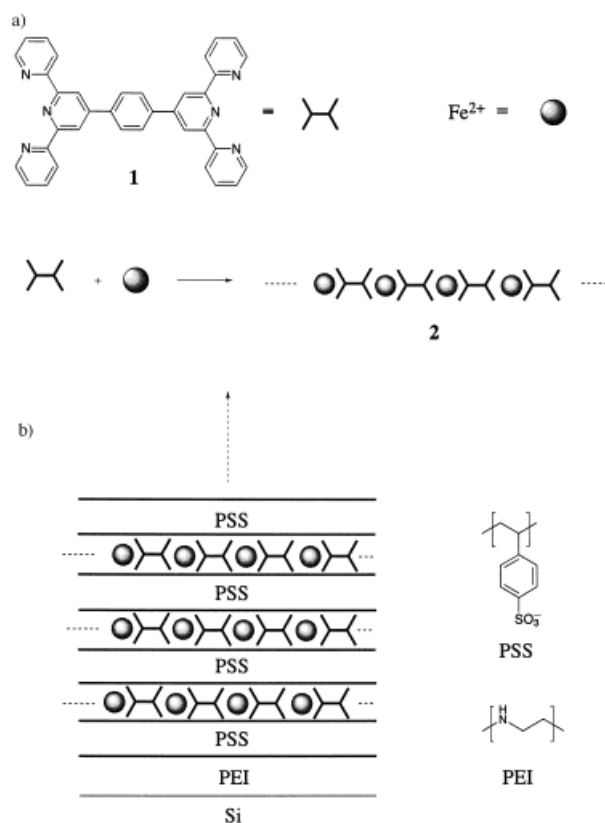 a)
N
N
N
N
N
N
1
=
Fe²⁺ =
+
2
b)
PSS
PSS
PSS
PSS
PEI
Si
SO₃⁻
PSS
H
N
PEI